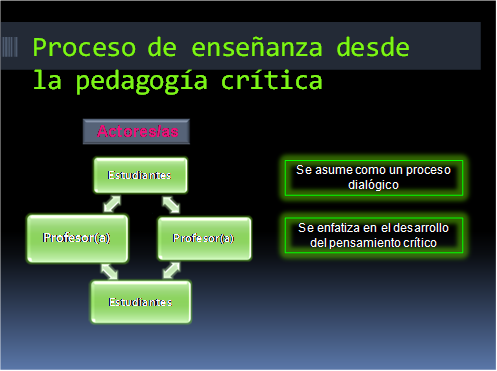 Proceso de enseñanza desde
la pedagogía crítica
Actores/as
Estudiantes
Profesor(a)
Profesor(a)
Estudiantes
Se asume como un proceso
dialógico
Se enfatiza en el desarrollo
del pensamiento crítico